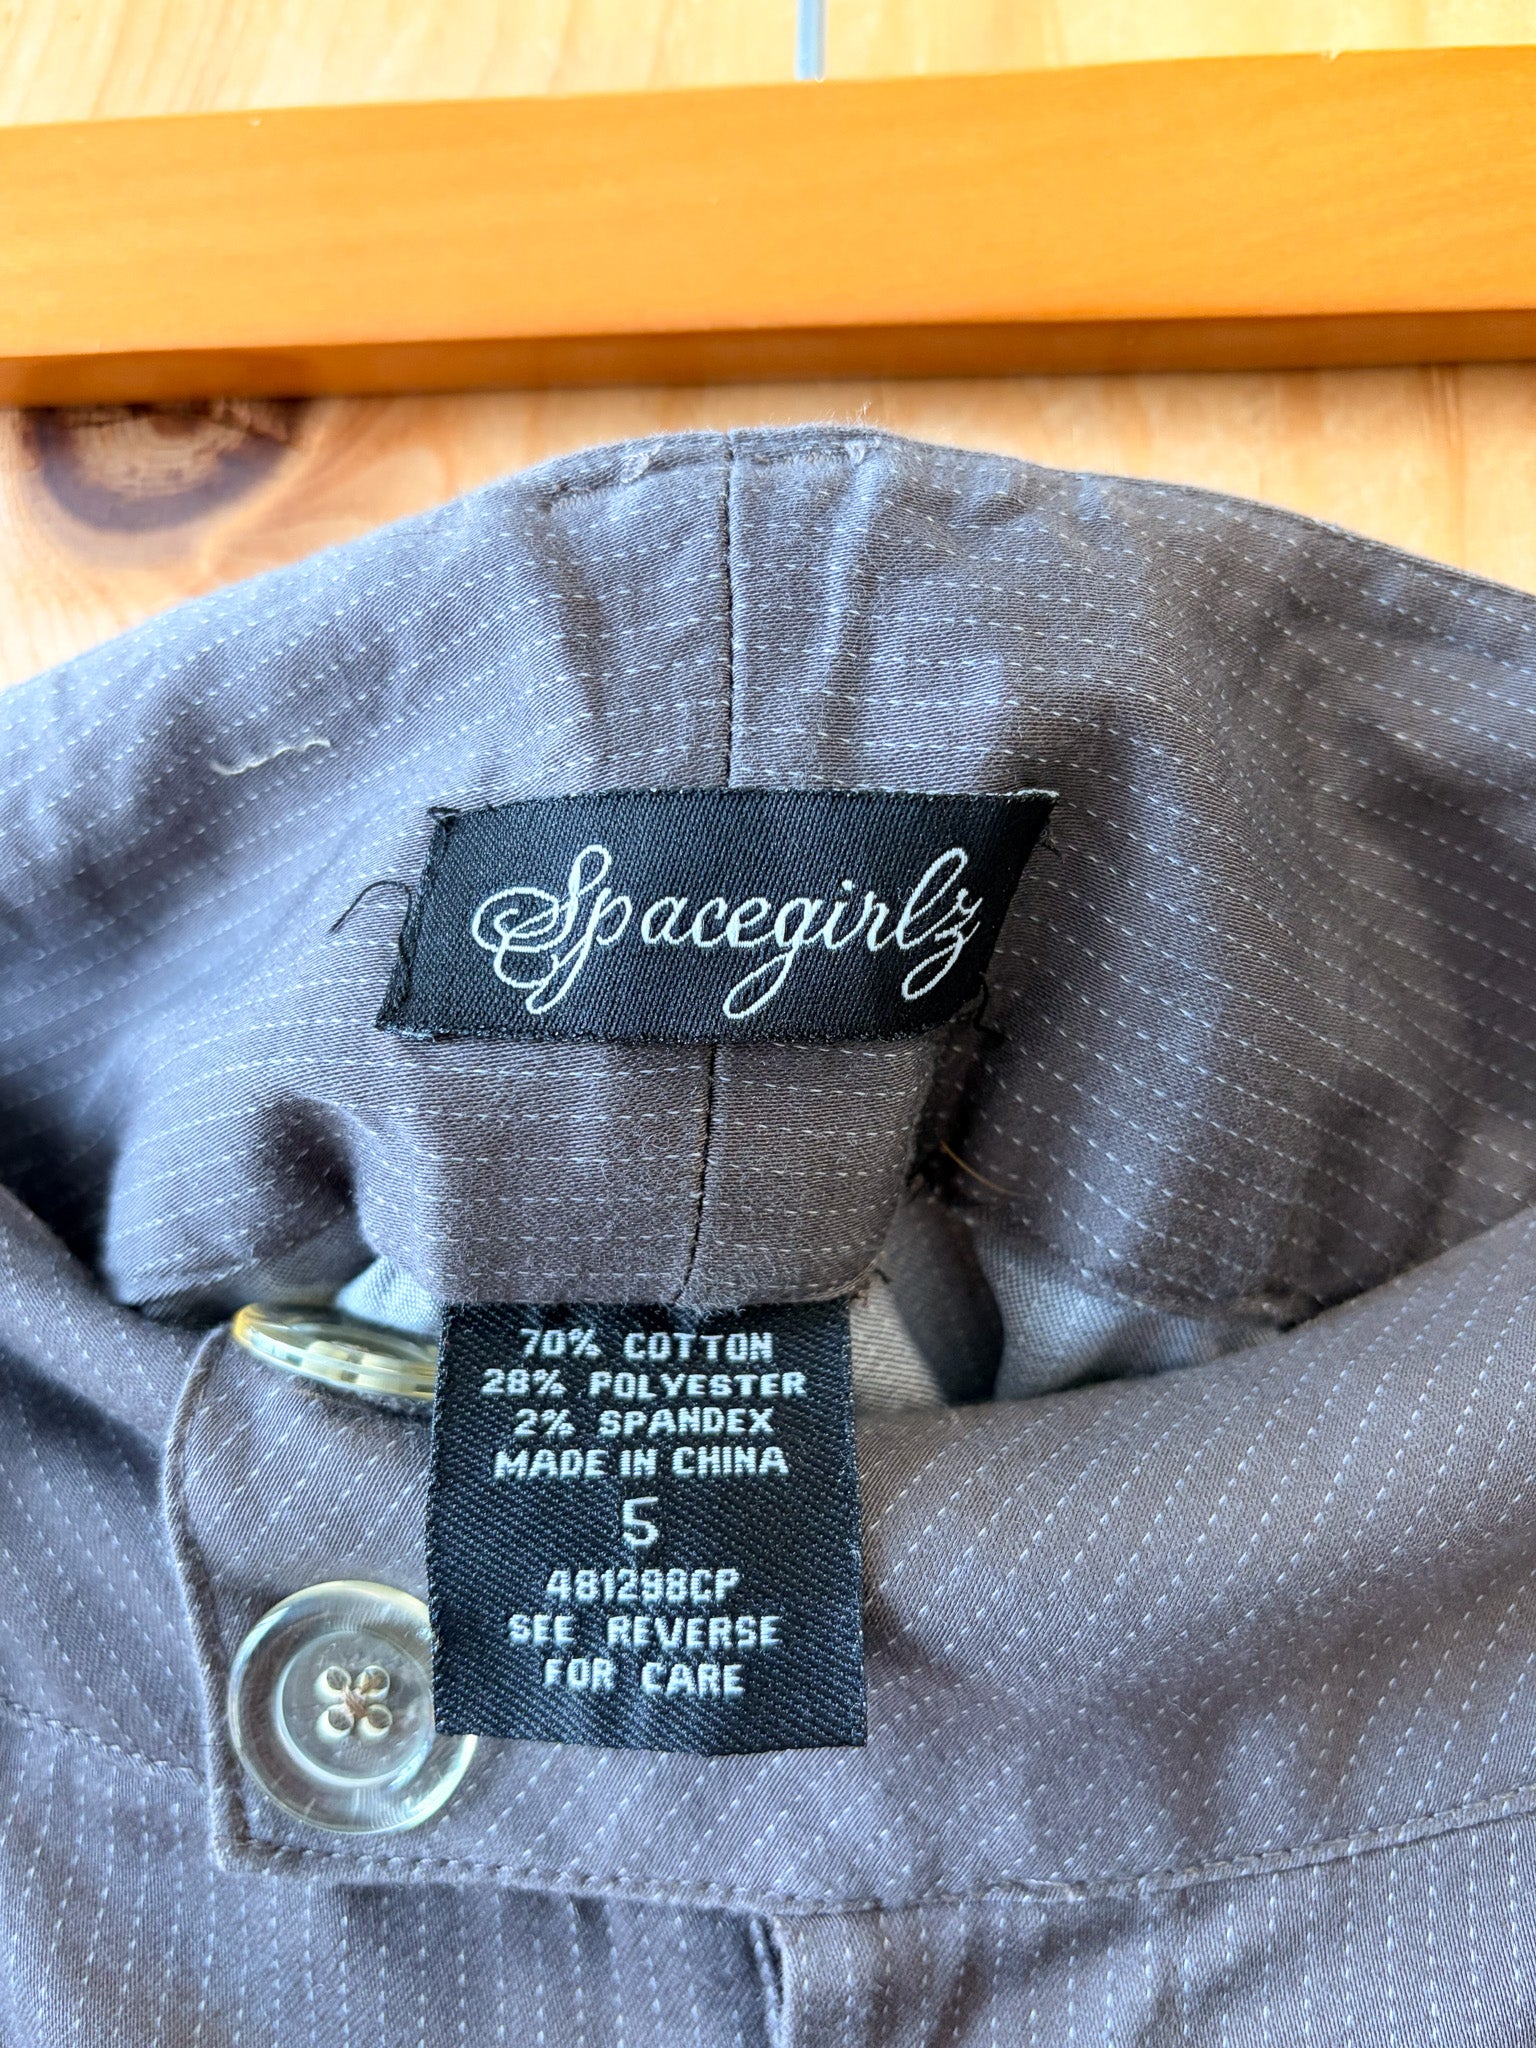 Spacegirlz
70% COTTON
28% POLYESTER
2% SPANDEX
MADE IN CHINA
5
481298CP
SEE REVERSE
FOR CARE